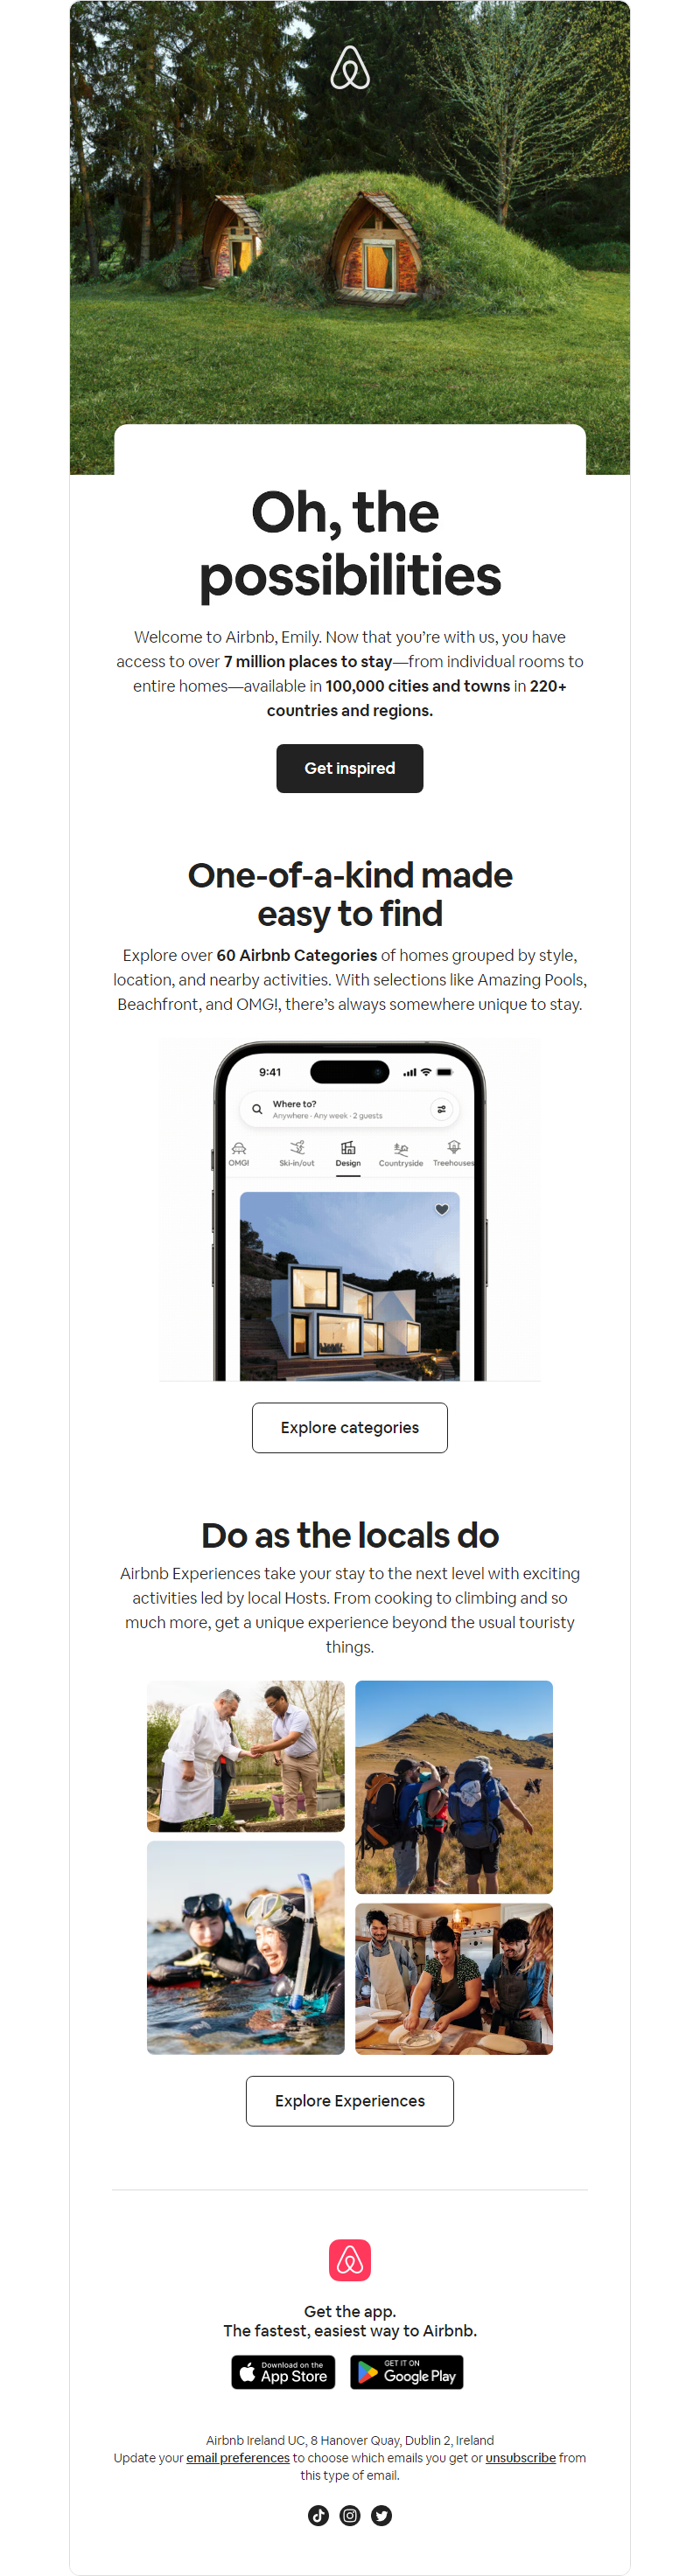 Oh, the
possibilities
Welcome to Airbnb, Emily. Now that you’re with us, you have
access to over 7 million places to stay—from individual rooms to
entire homes—available in 100,000 cities and towns in 220+
countries and regions.
Get inspired
One-of-a-kind made
easy to find
Explore over 60 Airbnb Categories of homes grouped by style,
location, and nearby activities. With selections like Amazing Pools,
Beachfront, and OMG!, there’s always somewhere unique to stay.
9:41
Where to?
Anywhere · Any week · 2 guests
OMG! Ski-in/out Design Countryside Treehouses
Explore categories
Do as the locals do
Airbnb Experiences take your stay to the next level with exciting
activities led by local Hosts. From cooking to climbing and so
much more, get a unique experience beyond the usual touristy
things.
Explore Experiences
Get the app.
The fastest, easiest way to Airbnb.
Download on the
App Store
GET IT ON
Google Play
Airbnb Ireland UC, 8 Hanover Quay, Dublin 2, Ireland
Update your email preferences to choose which emails you get or unsubscribe from
this type of email.